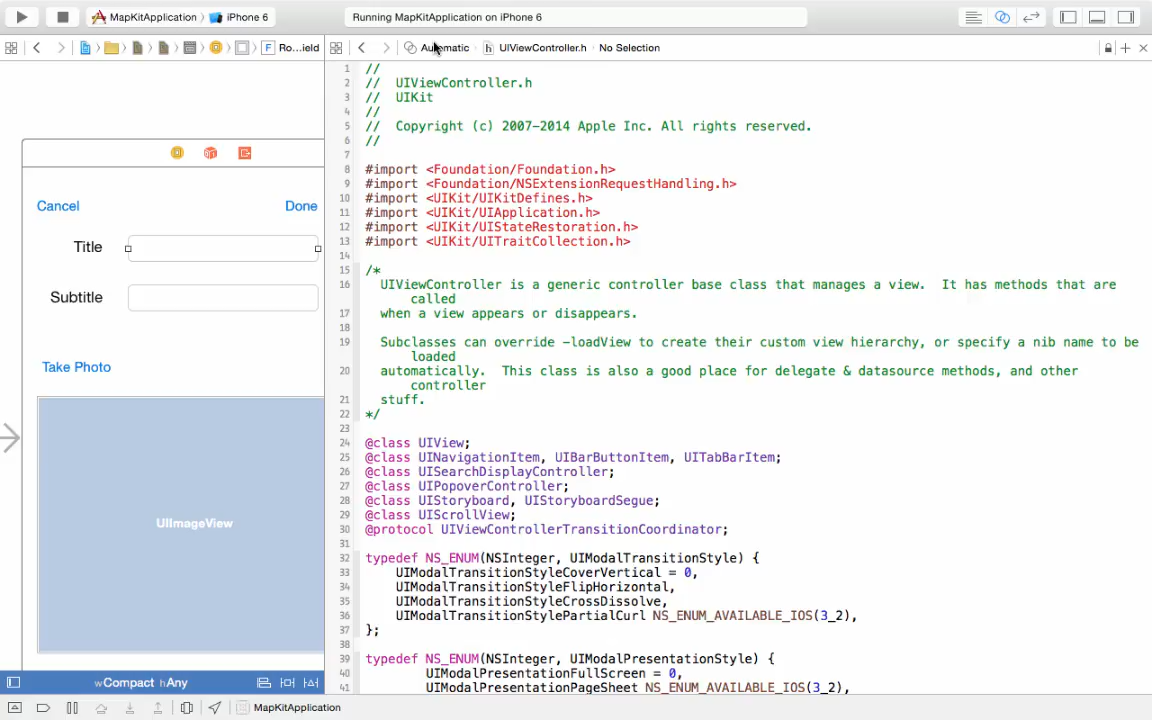 MapKitApplication iPhone 6 Running MapKitApplication on iPhone 6
F Ro...ield Automatic h UIViewController.h No Selection
Cancel Done
Title
Subtitle
Take Photo
UIImageView
wCompact hAny
1 //
2 // UIViewController.h
3 // UIKit
4 //
5 // Copyright (c) 2007-2014 Apple Inc. All rights reserved.
6 //
7
8 #import <Foundation/Foundation.h>
9 #import <Foundation/NSExtensionRequestHandling.h>
10 #import <UIKit/UIKitDefines.h>
11 #import <UIKit/UIApplication.h>
12 #import <UIKit/UIStateRestoration.h>
13 #import <UIKit/UITraitCollection.h>
14
15 /*
16 UIViewController is a generic controller base class that manages a view.  It has methods that are
called
17 when a view appears or disappears.
18
19 Subclasses can override -loadView to create their custom view hierarchy, or specify a nib name to be
loaded
20 automatically.  This class is also a good place for delegate & datasource methods, and other
controller
21 stuff.
22 */
23
24 @class UIView;
25 @class UINavigationItem, UIBarButtonItem, UITabBarItem;
26 @class UISearchDisplayController;
27 @class UIPopoverController;
28 @class UIStoryboard, UIStoryboardSegue;
29 @class UIScrollView;
30 @protocol UIViewControllerTransitionCoordinator;
31
32 typedef NS_ENUM(NSInteger, UIModalTransitionStyle) {
33 UIModalTransitionStyleCoverVertical = 0,
34 UIModalTransitionStyleFlipHorizontal,
35 UIModalTransitionStyleCrossDissolve,
36 UIModalTransitionStylePartialCurl NS_ENUM_AVAILABLE_IOS(3_2),
37 };
38
39 typedef NS_ENUM(NSInteger, UIModalPresentationStyle) {
40 UIModalPresentationFullScreen = 0,
41 UIModalPresentationPageSheet NS_ENUM_AVAILABLE_IOS(3_2),
MapKitApplication